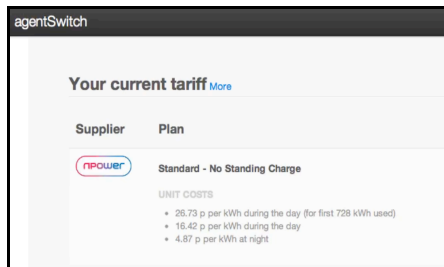 agentSwitch
Your current tariff More
Supplier Plan
npower Standard - No Standing Charge
UNIT COSTS
• 26.73 p per kWh during the day (for first 728 kWh used)
• 16.42 p per kWh during the day
• 4.87 p per kWh at night